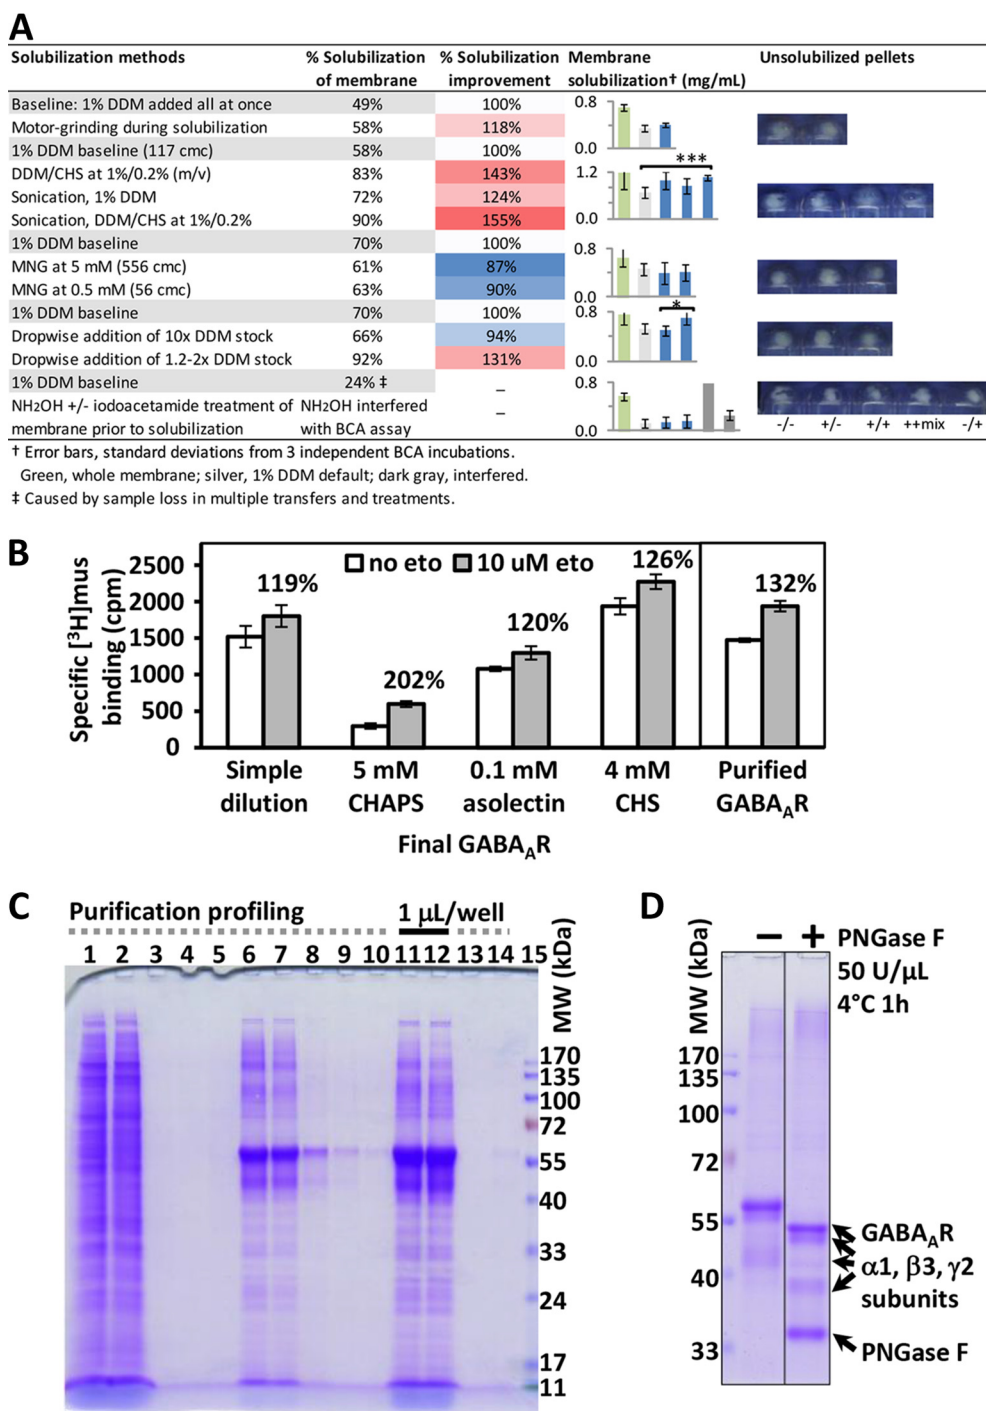 A
Solubilization methods % Solubilization of membrane % Solubilization improvement Membrane solubilization† (mg/mL) Unsolubilized pellets
Baseline: 1% DDM added all at once 49% 100%
Motor-grinding during solubilization 58% 118%
0.8
0.0
1% DDM baseline (117 cmc) 58% 100%
DDM/CHS at 1%/0.2% (m/v) 83% 143%
Sonication, 1% DDM 72% 124%
Sonication, DDM/CHS at 1%/0.2% 90% 155%
1.2
0.0
***
1% DDM baseline 70% 100%
MNG at 5 mM (556 cmc) 61% 87%
MNG at 0.5 mM (56 cmc) 63% 90%
0.8
0.0
1% DDM baseline 70% 100%
Dropwise addition of 10x DDM stock 66% 94%
Dropwise addition of 1.2-2x DDM stock 92% 131%
0.8
0.0
*
1% DDM baseline 24% ‡ –
NH2OH +/- iodoacetamide treatment of NH2OH interfered –
membrane prior to solubilization with BCA assay
0.8
0.0
-/- +/- +/+ ++mix -/+
† Error bars, standard deviations from 3 independent BCA incubations.
Green, whole membrane; silver, 1% DDM default; dark gray, interfered.
‡ Caused by sample loss in multiple transfers and treatments.
B
Specific [³H]mus
binding (cpm)
2500
2000
1500
1000
500
0
no eto 10 uM eto
119%
202%
120%
126%
132%
Simple dilution
5 mM CHAPS
0.1 mM asolectin
4 mM CHS
Purified GABAAR
Final GABAAR
C
Purification profiling 1 µL/well
1 2 3 4 5 6 7 8 9 10 11 12 13 14 15
MW (kDa)
170
135
100
72
55
40
33
24
17
11
D
− + PNGase F
50 U/µL
4°C 1h
MW (kDa)
170
135
100
72
55
40
33
GABAAR
α1, β3, γ2
subunits
PNGase F